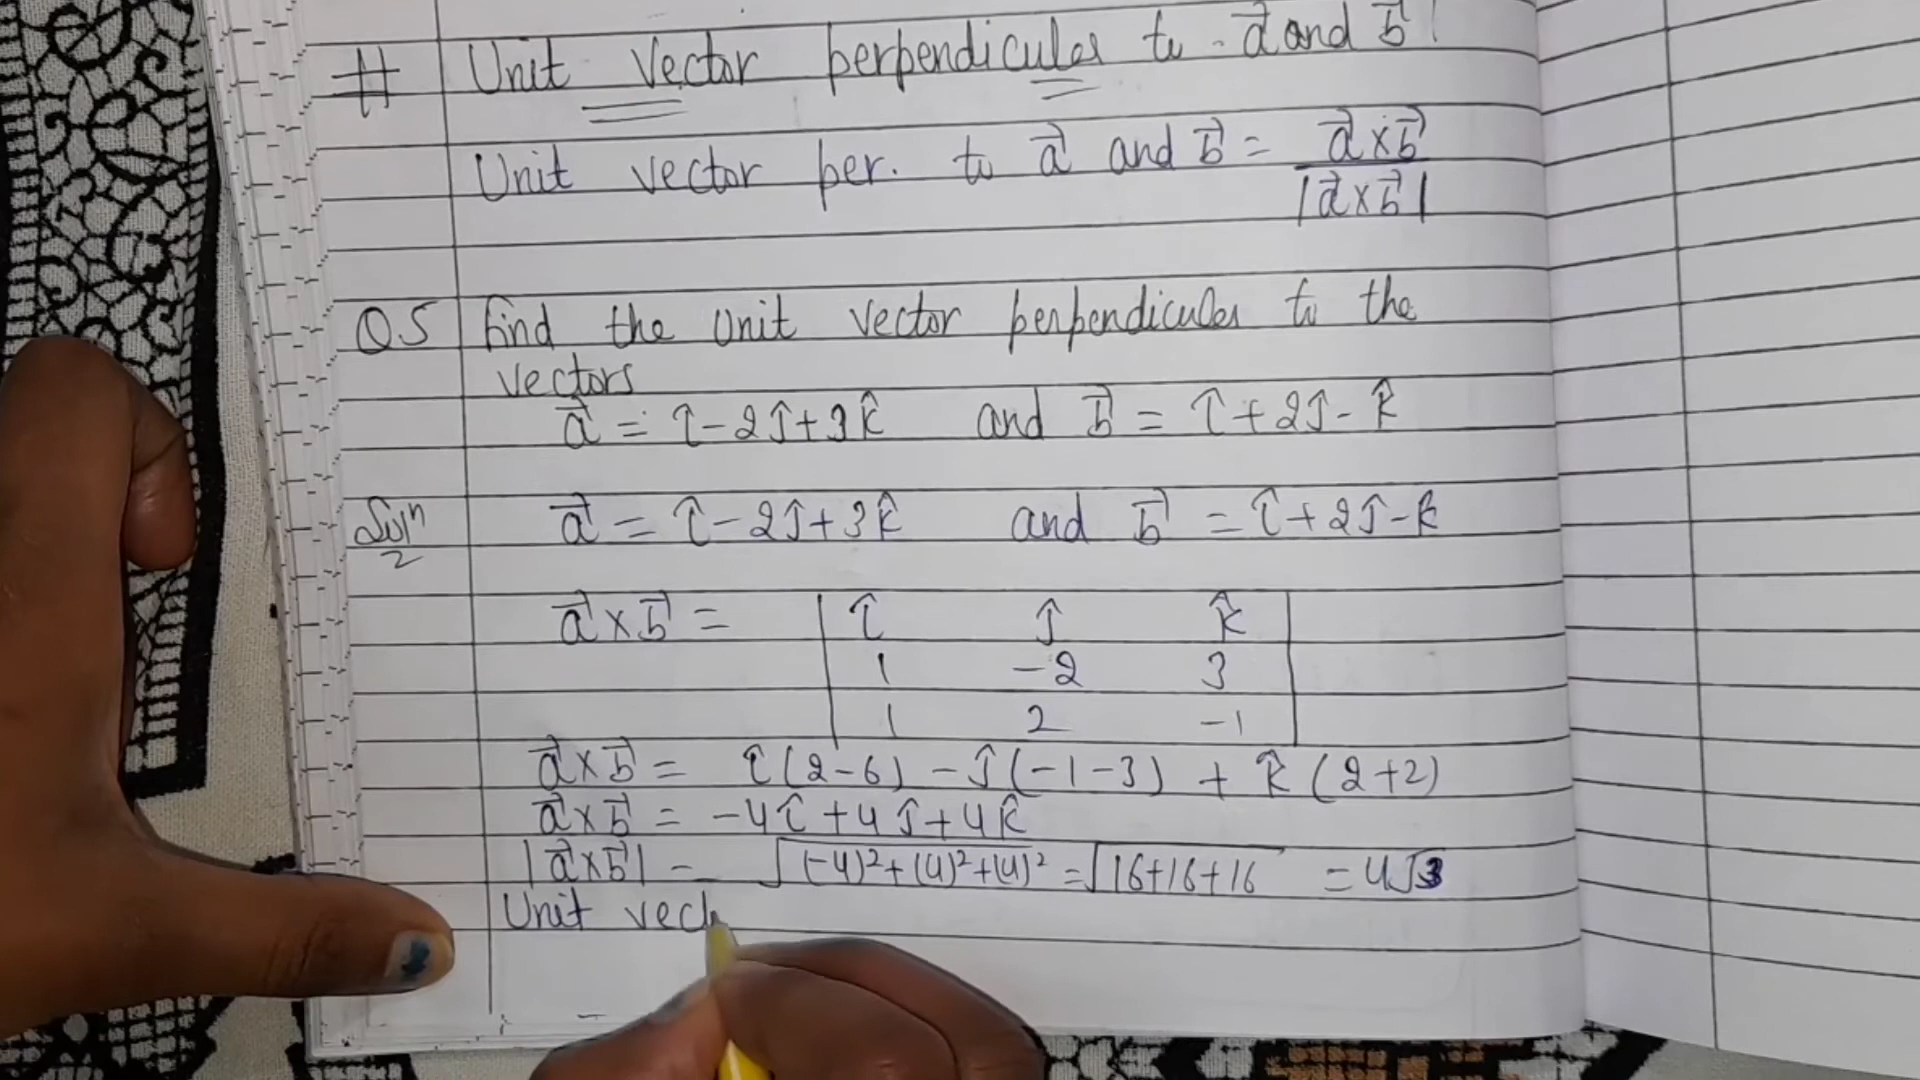 # Unit vector perpendicular to - a⃗ and b⃗
Unit vector per. to a⃗ and b⃗ = a⃗×b⃗ / |a⃗×b⃗|
Q5 find the Unit vector perpendicular to the
vectors
a⃗ = î-2ĵ+3k̂ and b⃗ = î+2ĵ-k̂
Solⁿ a⃗ = î-2ĵ+3k̂ and b⃗ = î+2ĵ-k̂
a⃗×b⃗ = | î ĵ k̂ |
1 -2 3
1 2 -1
a⃗×b⃗ = î(2-6) -ĵ(-1-3) + k̂(2+2)
a⃗×b⃗ = -4î+4ĵ+4k̂
|a⃗×b⃗| = √(-4)²+(4)²+(4)² = √16+16+16 = 4√3
Unit vect